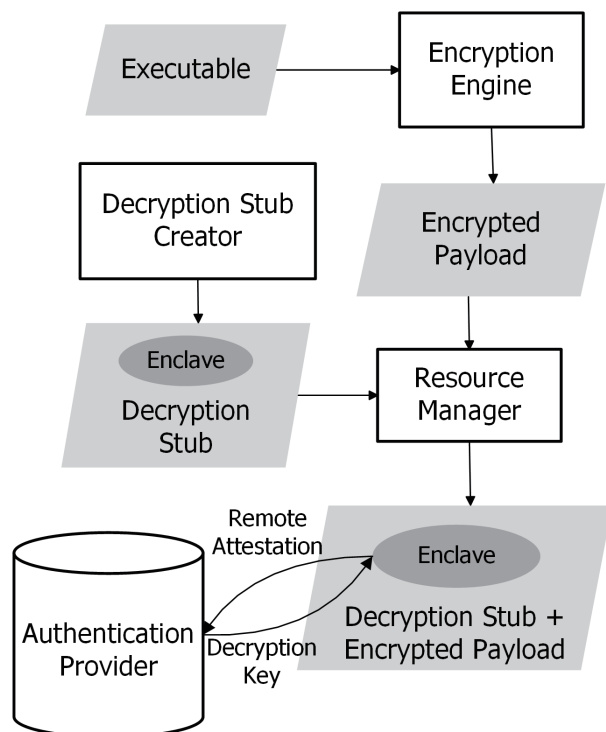 Executable
Encryption
Engine
Decryption Stub
Creator
Encrypted
Payload
Enclave
Decryption
Stub
Resource
Manager
Remote
Attestation
Enclave
Authentication
Provider
Decryption
Key
Decryption Stub +
Encrypted Payload